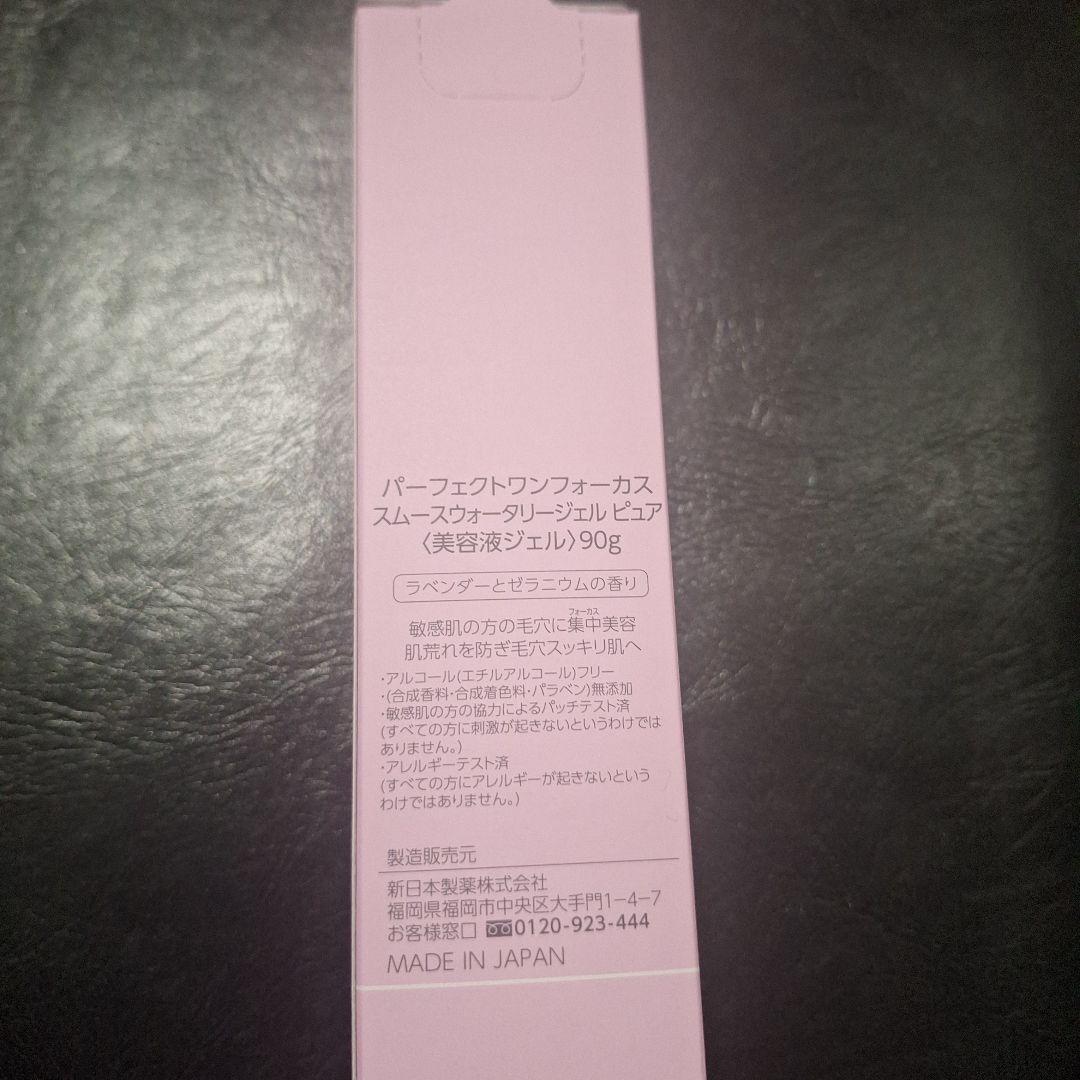 パーフェクトワンフォーカス
スムースウォータリージェル ピュア
〈美容液ジェル〉90g
ラベンダーとゼラニウムの香り
フォーカス
敏感肌の方の毛穴に集中美容
肌荒れを防ぎ毛穴スッキリ肌へ
・アルコール(エチルアルコール)フリー
・(合成香料・合成着色料・パラベン)無添加
・敏感肌の方の協力によるパッチテスト済
(すべての方に刺激が起きないというわけでは
ありません。)
・アレルギーテスト済
(すべての方にアレルギーが起きないという
わけではありません。)
製造販売元
新日本製薬株式会社
福岡県福岡市中央区大手門1-4-7
お客様窓口 0120-923-444
MADE IN JAPAN